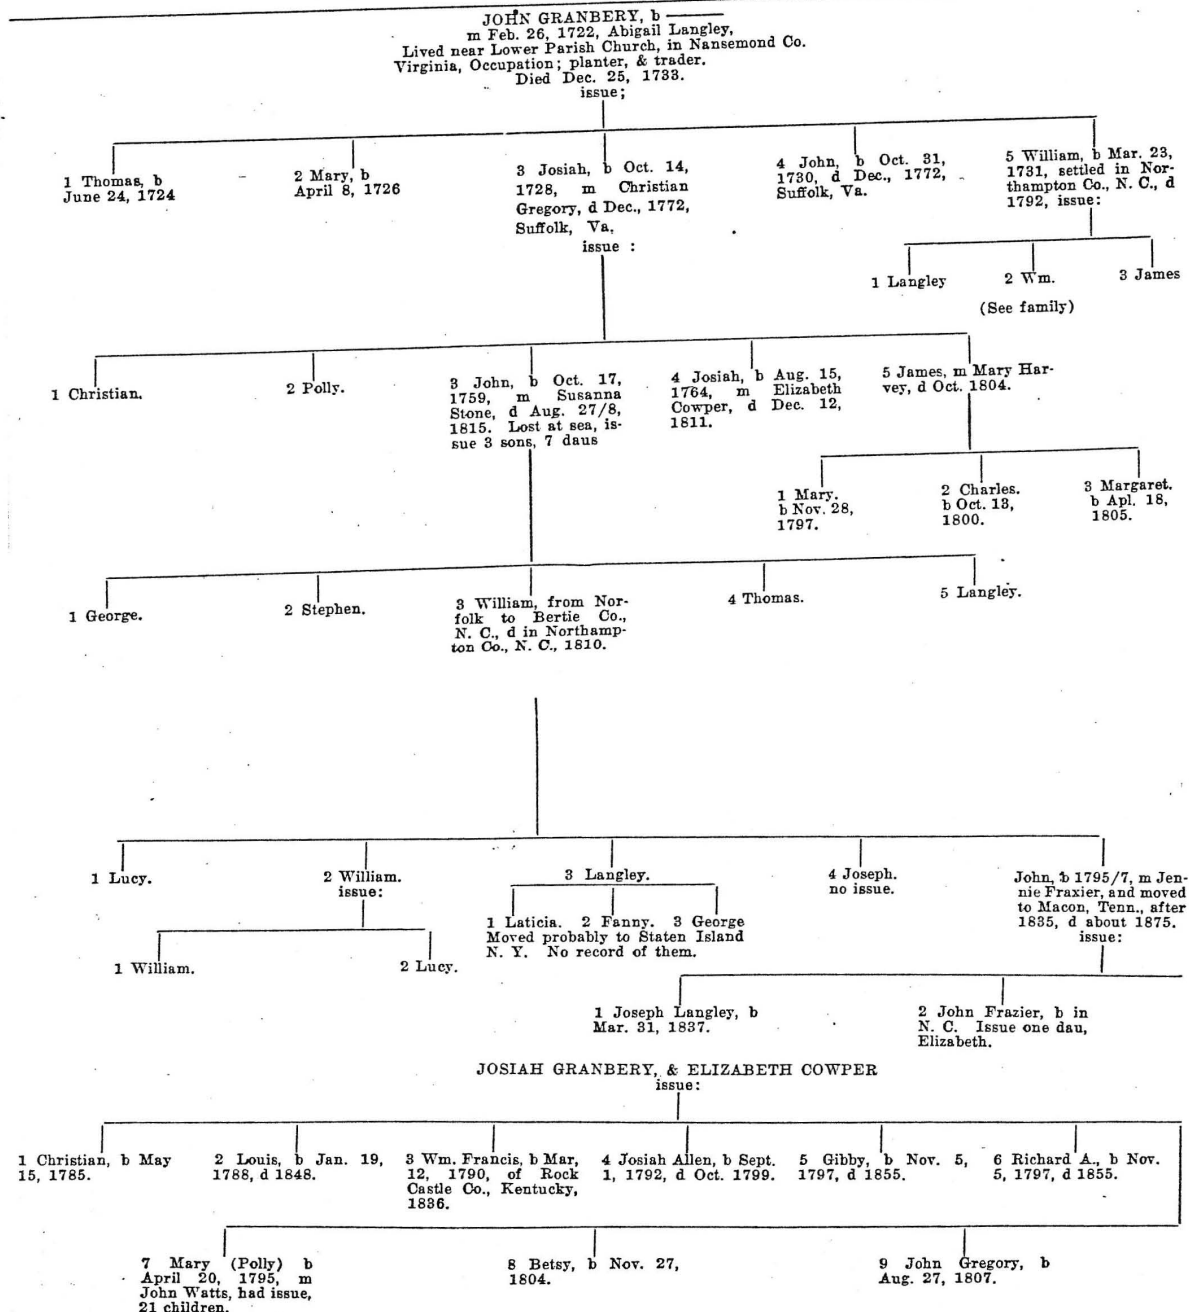 JOHN GRANBERY, b ———
m Feb. 26, 1722, Abigail Langley,
Lived near Lower Parish Church, in Nansemond Co.
Virginia, Occupation; planter, & trader.
Died Dec. 25, 1733.
issue;
1 Thomas, b
June 24, 1724
2 Mary, b
April 8, 1726
3 Josiah, b Oct. 14,
1728, m Christian
Gregory, d Dec., 1772,
Suffolk, Va.
issue :
4 John, b Oct. 31,
1730, d Dec., 1772,
Suffolk, Va.
5 William, b Mar. 23,
1731, settled in Nor-
thampton Co., N. C., d
1792, issue:
1 Langley
2 Wm.
3 James
(See family)
1 Christian.
2 Polly.
3 John, b Oct. 17,
1759, m Susanna
Stone, d Aug. 27/8,
1815. Lost at sea, is-
sue 3 sons, 7 daus
4 Josiah, b Aug. 15,
1764, m Elizabeth
Cowper, d Dec. 12,
1811.
5 James, m Mary Har-
vey, d Oct. 1804.
1 Mary.
b Nov. 28,
1797.
2 Charles.
b Oct. 13,
1800.
3 Margaret.
b Apl. 18,
1805.
1 George.
2 Stephen.
3 William, from Nor-
folk to Bertie Co.,
N. C., d in Northamp-
ton Co., N. C., 1810.
4 Thomas.
5 Langley.
1 Lucy.
2 William.
issue:
3 Langley.
4 Joseph.
no issue.
John, b 1795/7, m Jen-
nie Fraxier, and moved
to Macon, Tenn., after
1835, d about 1875.
issue:
1 Laticia. 2 Fanny. 3 George
Moved probably to Staten Island
N. Y. No record of them.
1 William.
2 Lucy.
1 Joseph Langley, b
Mar. 31, 1837.
2 John Frazier, b in
N. C. Issue one dau,
Elizabeth.
JOSIAH GRANBERY, & ELIZABETH COWPER
issue:
1 Christian, b May
15, 1785.
2 Louis, b Jan. 19,
1788, d 1848.
3 Wm. Francis, b Mar,
12, 1790, of Rock
Castle Co., Kentucky,
1836.
4 Josiah Allen, b Sept.
1, 1792, d Oct. 1799.
5 Gibby, b Nov. 5,
1797, d 1855.
6 Richard A., b Nov.
5, 1797, d 1855.
7 Mary (Polly) b
April 20, 1795, m
John Watts, had issue,
21 children.
8 Betsy, b Nov. 27,
1804.
9 John Gregory, b
Aug. 27, 1807.